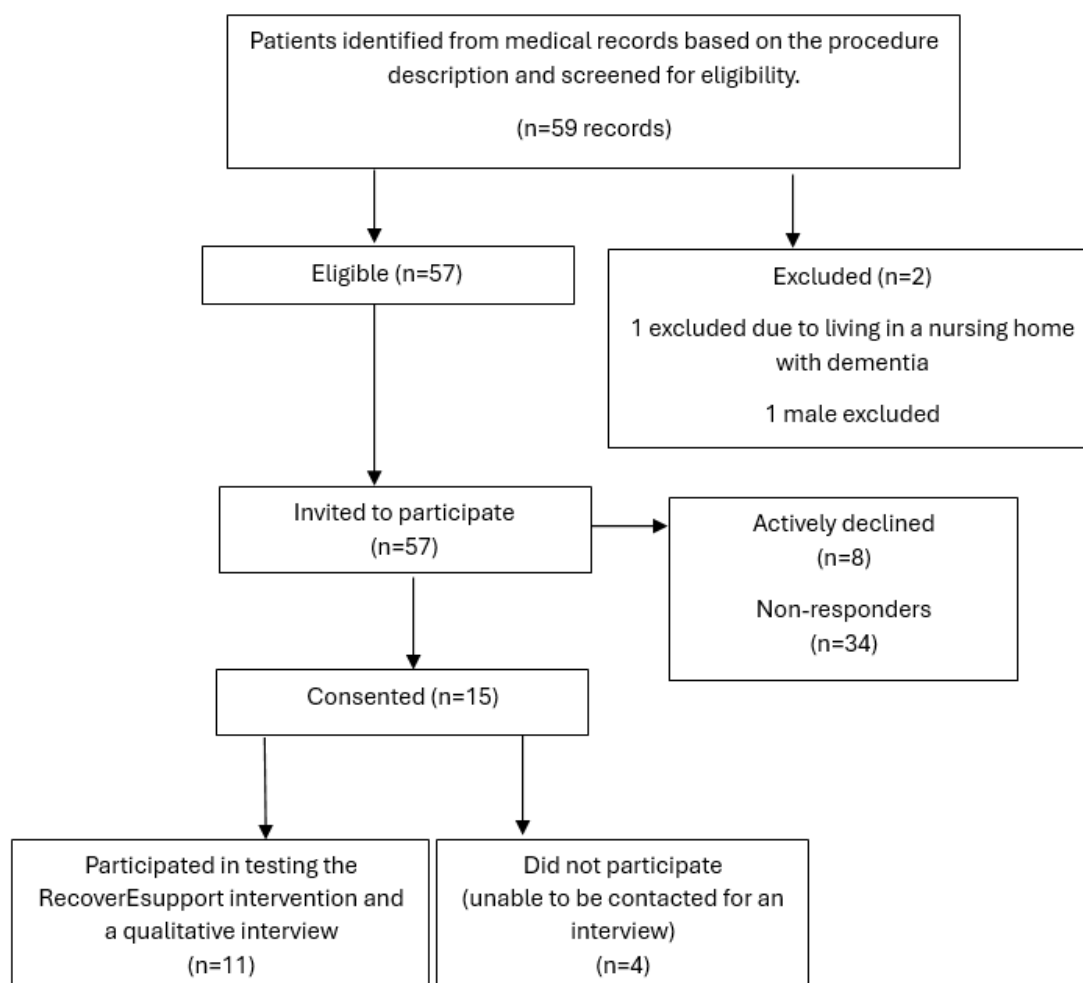 Patients identified from medical records based on the procedure
description and screened for eligibility.
(n=59 records)
Eligible (n=57)
Excluded (n=2)
1 excluded due to living in a nursing home
with dementia
1 male excluded
Invited to participate
(n=57)
Actively declined
(n=8)
Non-responders
(n=34)
Consented (n=15)
Participated in testing the
RecoverEsupport intervention and
a qualitative interview
(n=11)
Did not participate
(unable to be contacted for an
interview)
(n=4)